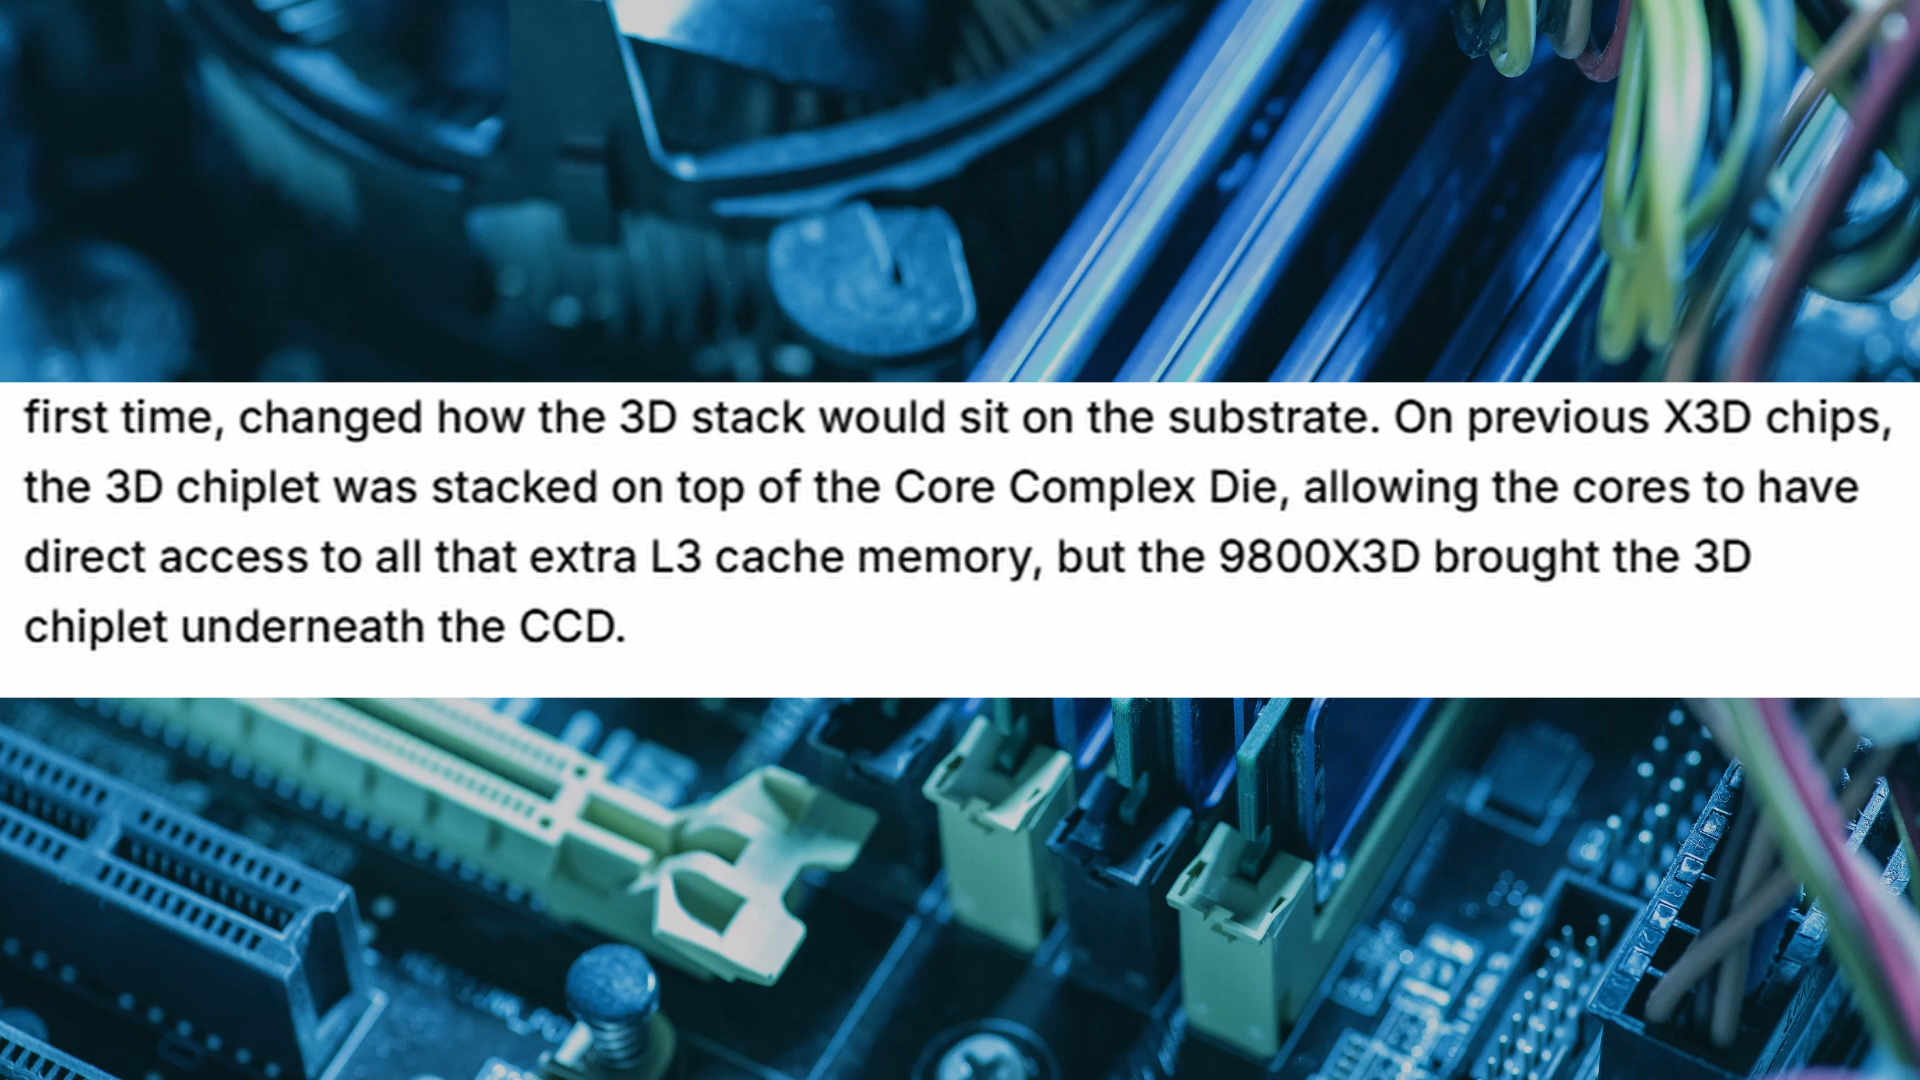 first time, changed how the 3D stack would sit on the substrate. On previous X3D chips,
the 3D chiplet was stacked on top of the Core Complex Die, allowing the cores to have
direct access to all that extra L3 cache memory, but the 9800X3D brought the 3D
chiplet underneath the CCD.